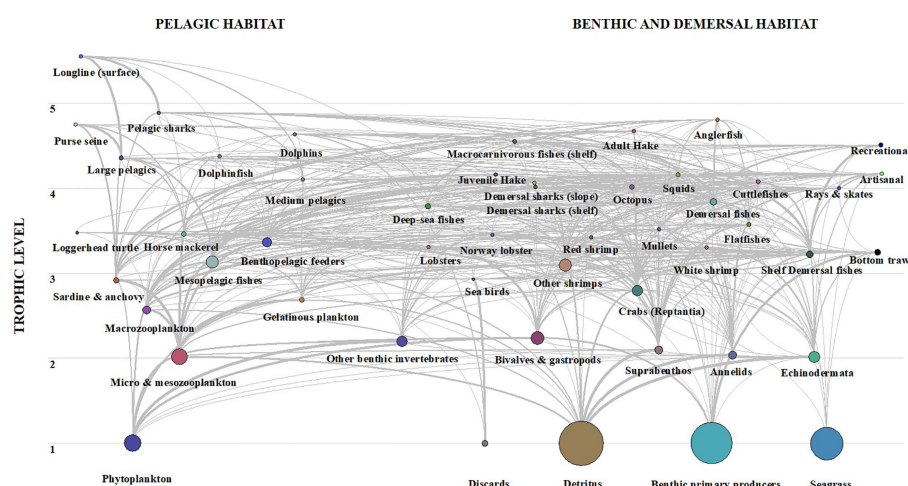 PELAGIC HABITAT
BENTHIC AND DEMERSAL HABITAT
TROPHIC LEVEL
Longline (surface)
5
Pelagic sharks
Anglerfish
Purse seine
Adult Hake
Recreationa
Dolphins
Macrocarnivorous fishes (shelf)
Large pelagics
Dolphinfish
Juvenile Hake
Squids
Artisanal
4
Medium pelagics
Demersal sharks (slope)
Octopus
Cuttlefishes
Rays & skates
Demersal sharks (shelf)
Demersal fishes
Deep-sea fishes
Flatfishes
Loggerhead turtle
Horse mackerel
Norway lobster
Red shrimp
Mullets
Benthopelagic feeders
Lobsters
Bottom traw
3
Mesopelagic fishes
Other shrimps
White shrimp
Shelf Demersal fishes
Sardine & anchovy
Sea birds
Gelatinous plankton
Crabs (Reptantia)
Macrozooplankton
2
Other benthic invertebrates
Bivalves & gastropods
Suprabenthos
Annelids
Echinodermata
Micro & mesozooplankton
1
Phytoplankton
Discards
Detritus
Benthic primary producers
Seagrass